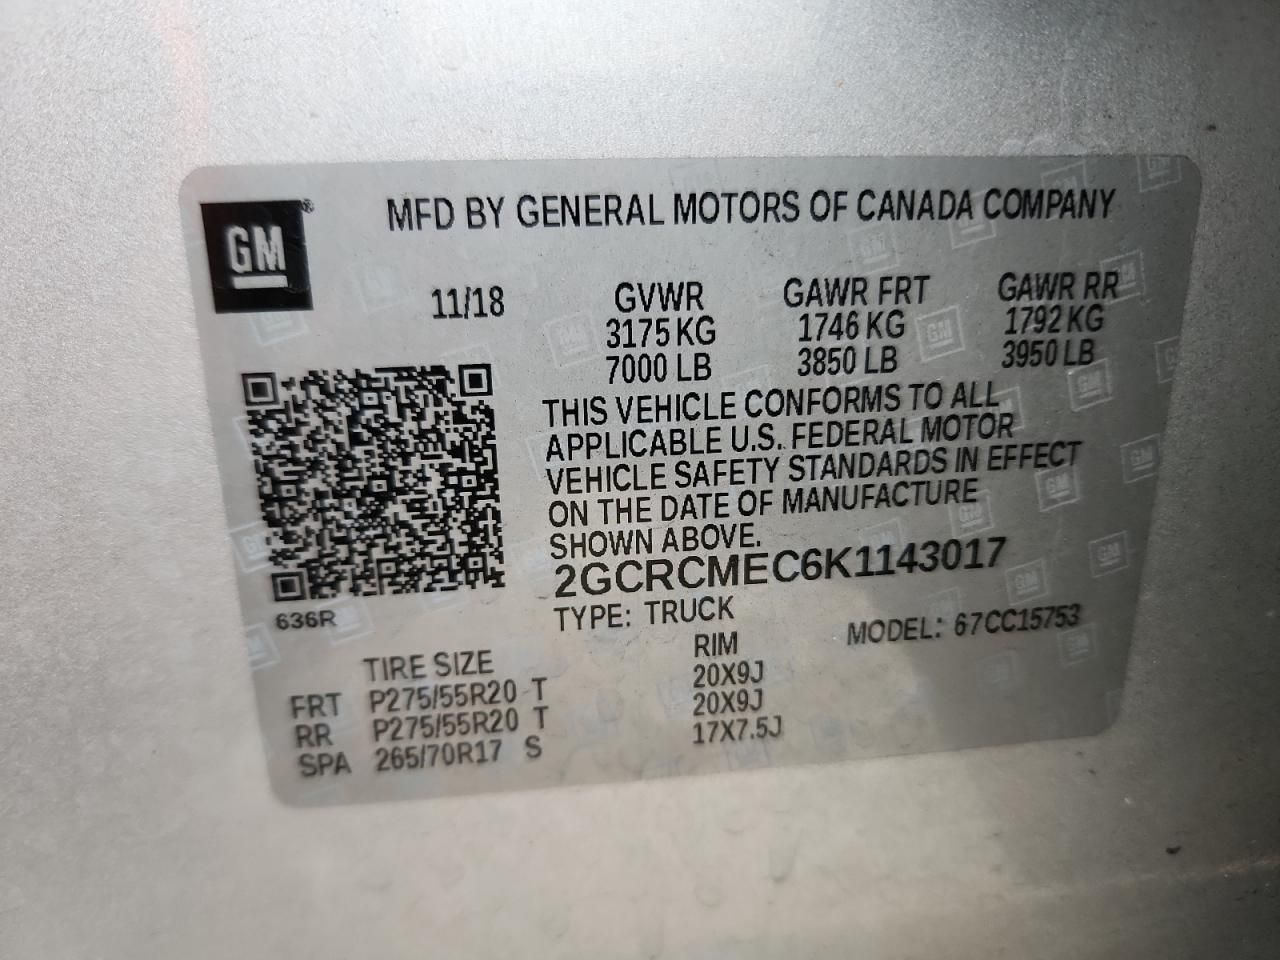 GM®
MFD BY GENERAL MOTORS OF CANADA COMPANY
11/18 GVWR GAWR FRT GAWR RR
3175 KG 1746 KG 1792 KG
7000 LB 3850 LB 3950 LB
THIS VEHICLE CONFORMS TO ALL
APPLICABLE U.S. FEDERAL MOTOR
VEHICLE SAFETY STANDARDS IN EFFECT
ON THE DATE OF MANUFACTURE
SHOWN ABOVE.
2GCRCMEC6K1143017
636R
TYPE: TRUCK MODEL: 67CC15753
TIRE SIZE RIM
FRT P275/55R20 T 20X9J
RR P275/55R20 T 20X9J
SPA 265/70R17 S 17X7.5J